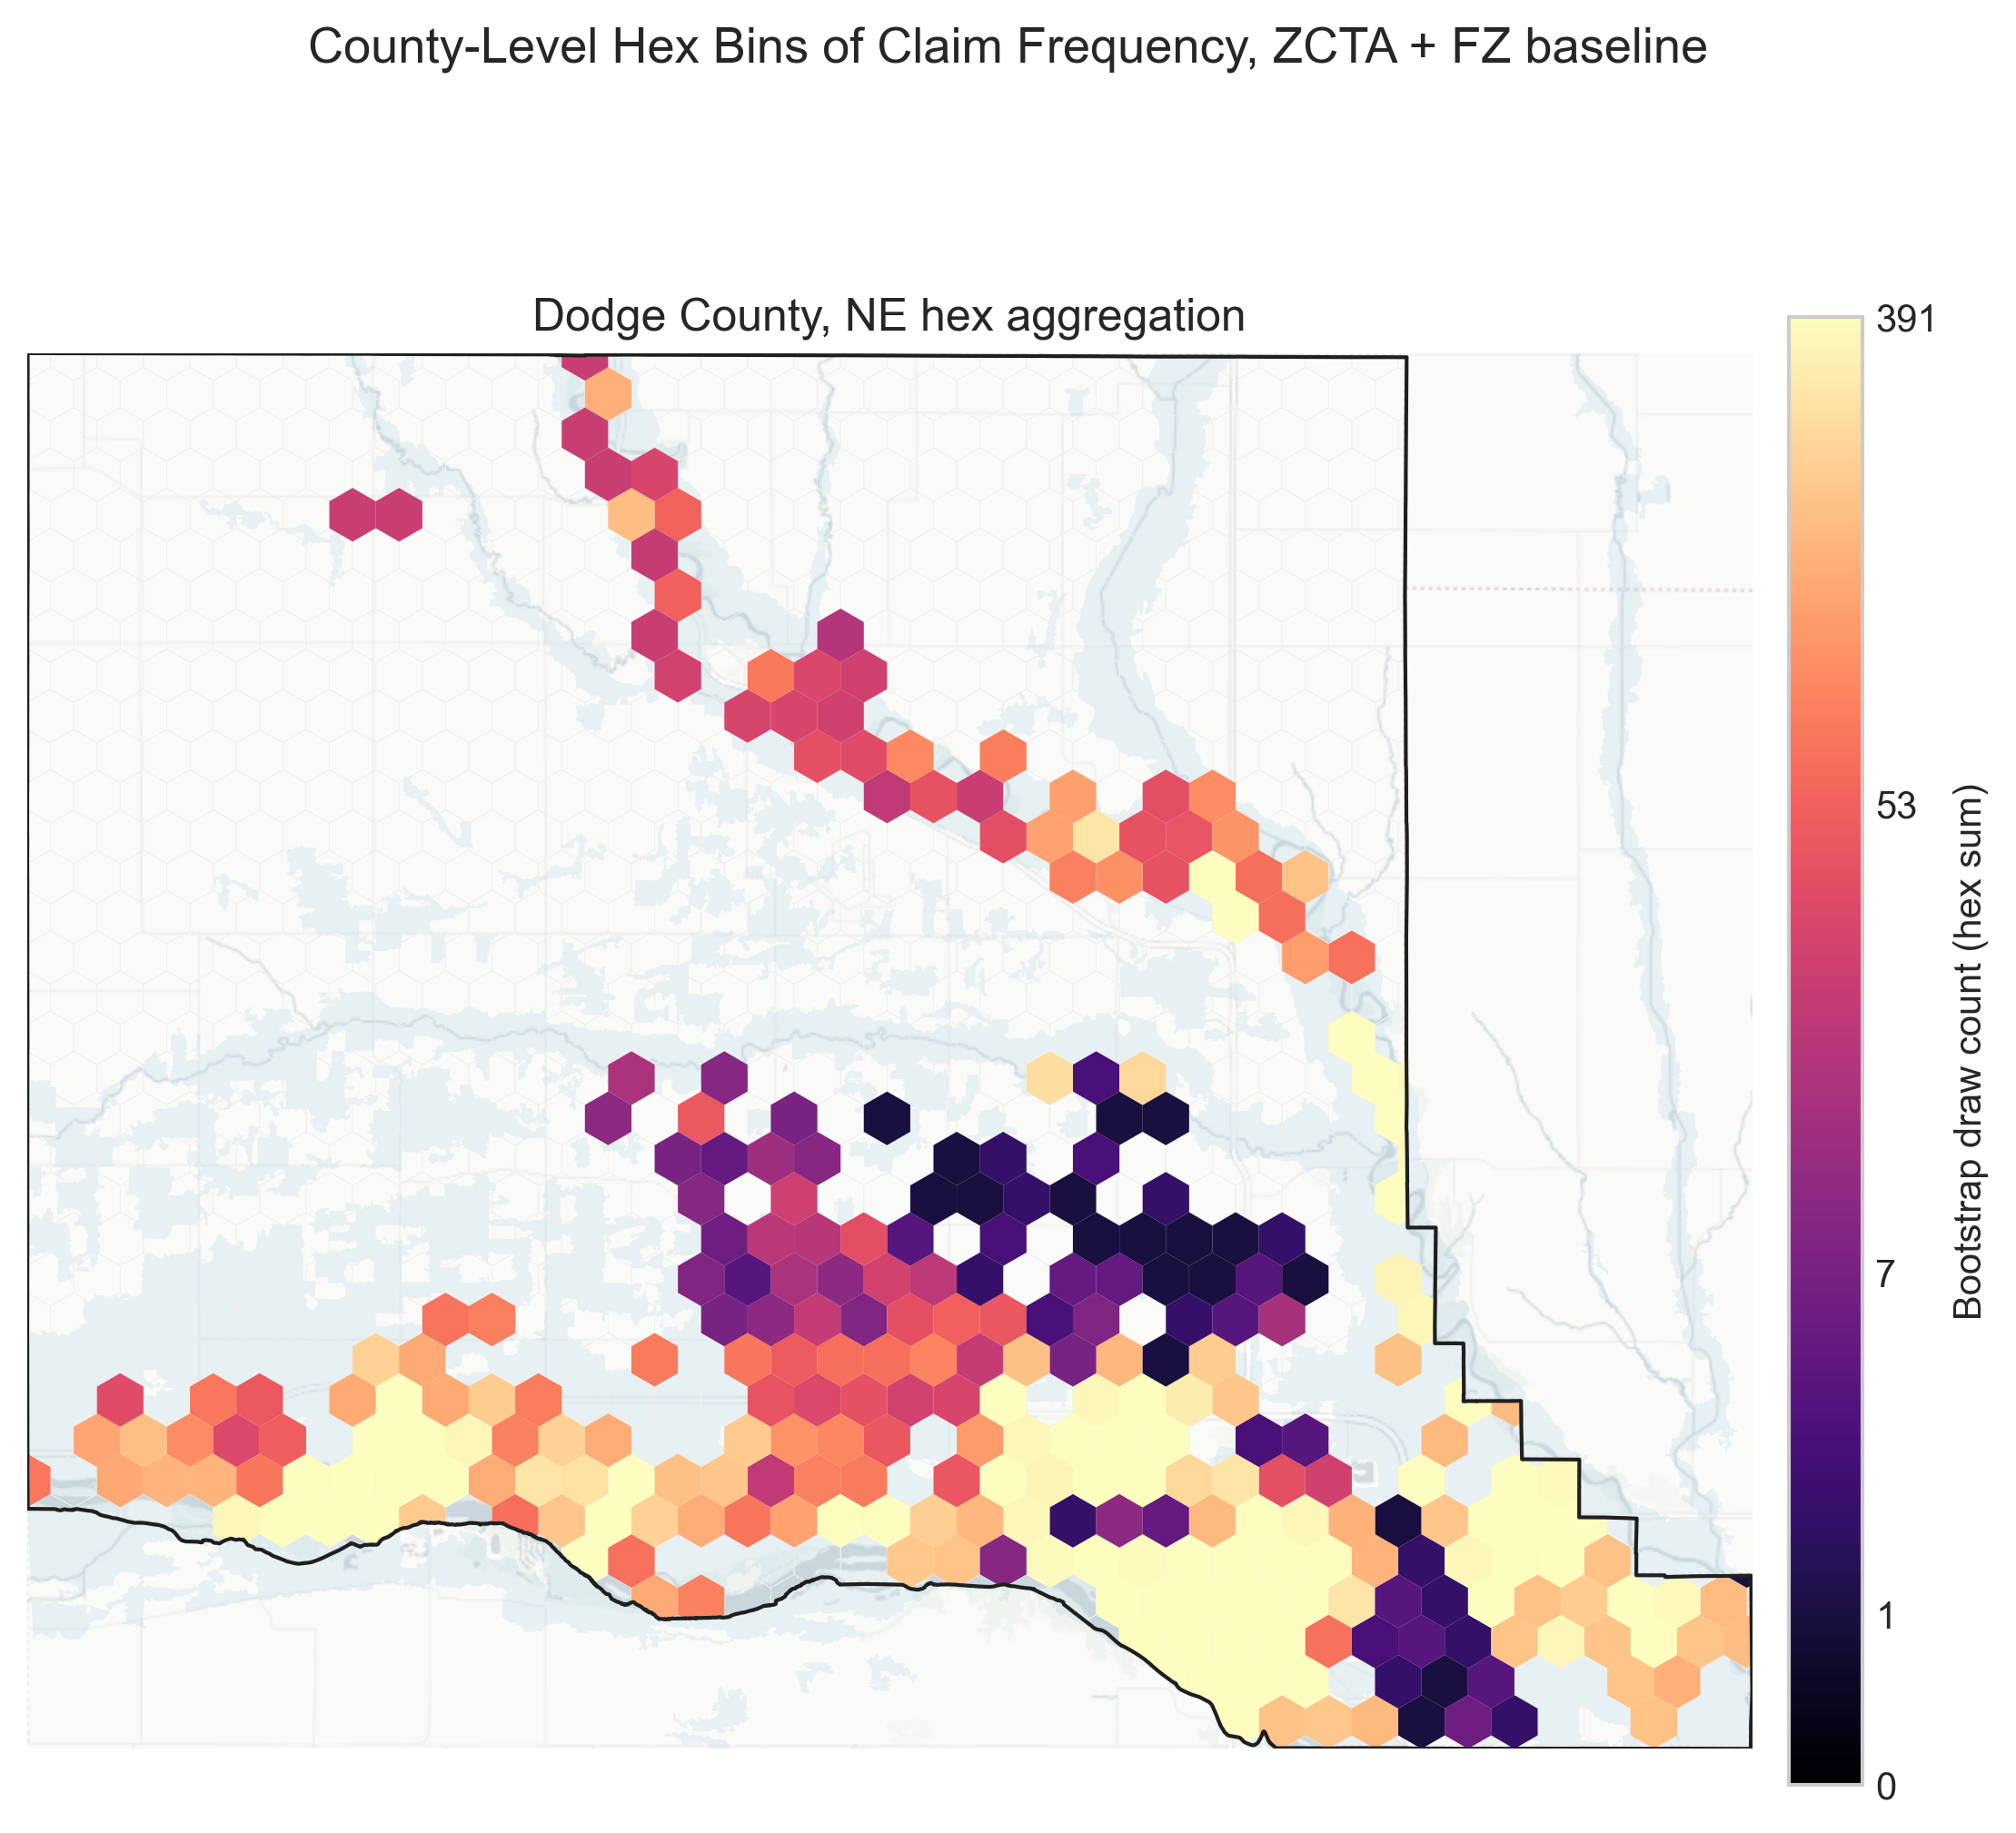 County-Level Hex Bins of Claim Frequency, ZCTA + FZ baseline
Dodge County, NE hex aggregation
391
53
7
1
0
Bootstrap draw count (hex sum)